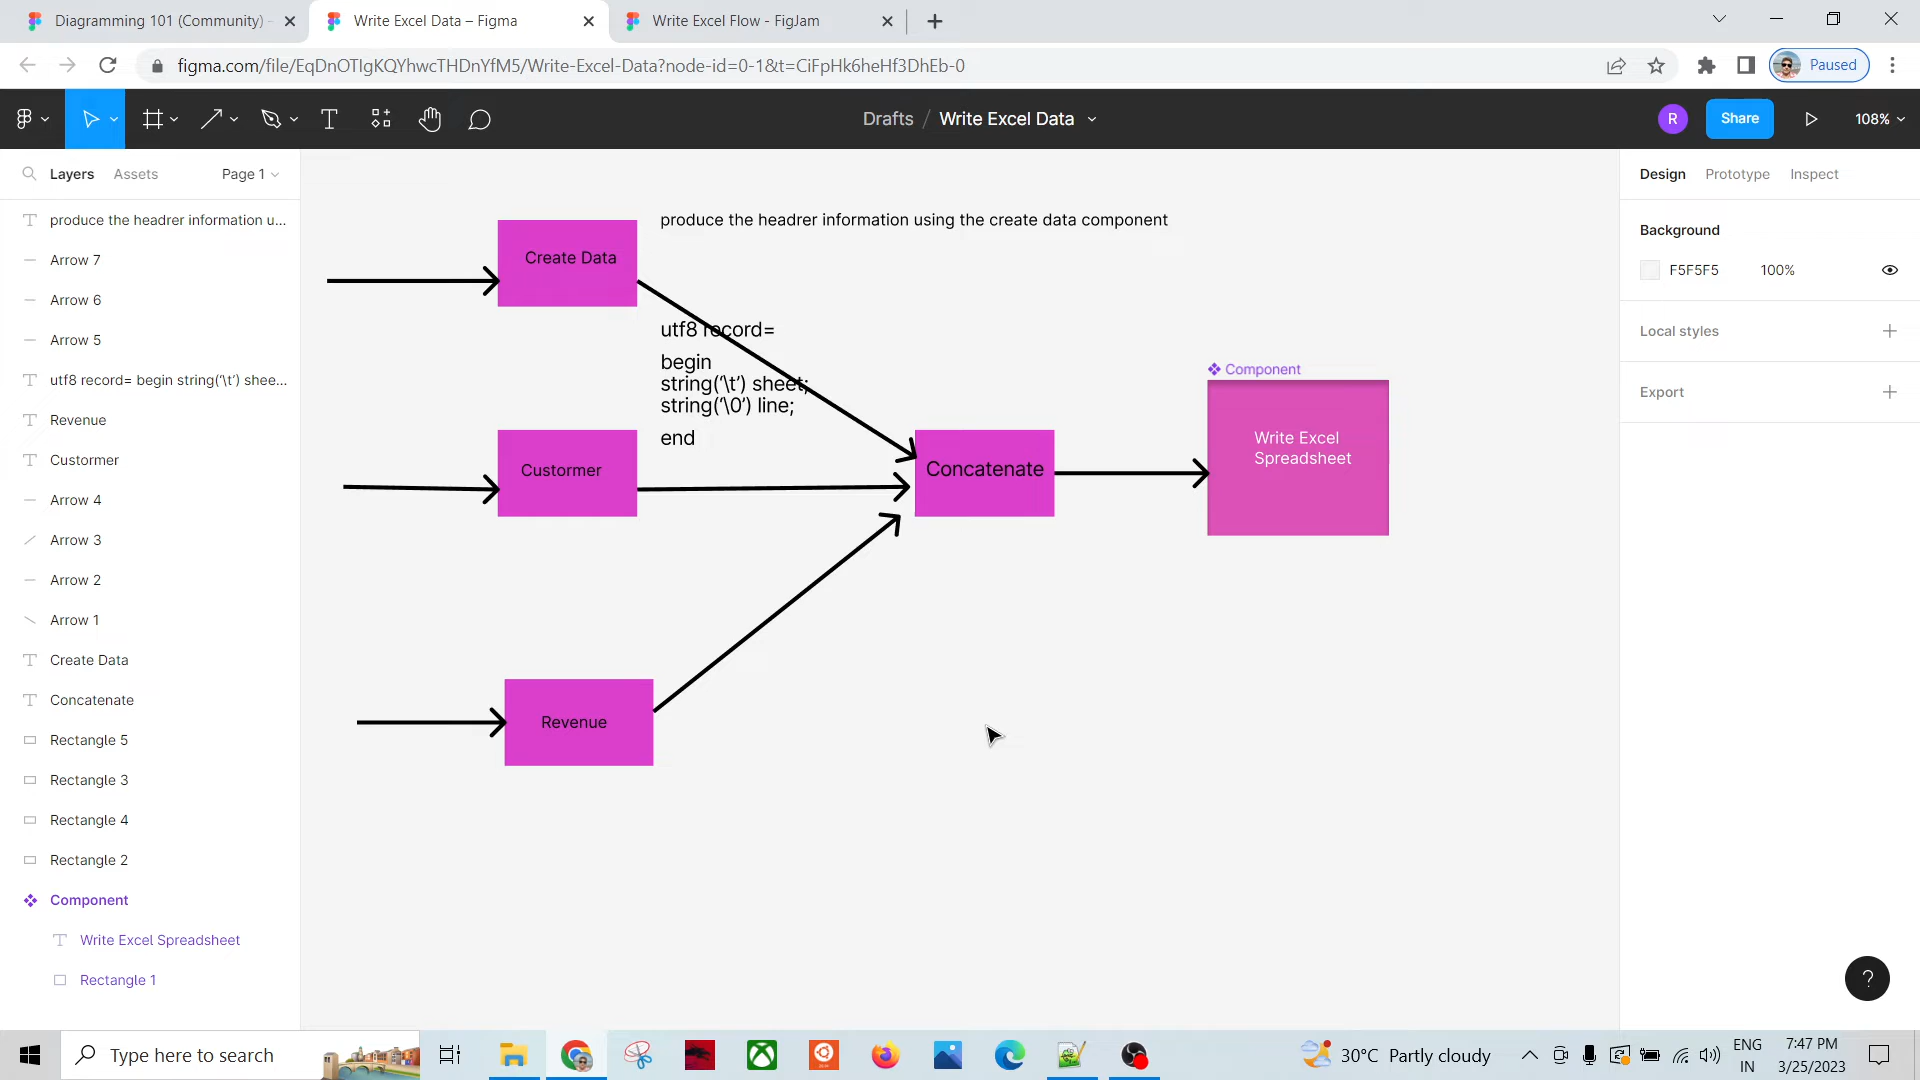 Diagramming 101 (Community) -
Write Excel Data – Figma
Write Excel Flow - FigJam
figma.com/file/EqDnOTIgKQYhwcTHDnYfM5/Write-Excel-Data?node-id=0-1&t=CiFpHk6heHf3DhEb-0
Paused
Drafts / Write Excel Data
R
Share
108%
Layers
Assets
Page 1
produce the headrer information u...
Arrow 7
Arrow 6
Arrow 5
utf8 record= begin string('\t') shee...
Revenue
Custormer
Arrow 4
Arrow 3
Arrow 2
Arrow 1
Create Data
Concatenate
Rectangle 5
Rectangle 3
Rectangle 4
Rectangle 2
Component
Write Excel Spreadsheet
Rectangle 1
produce the headrer information using the create data component
Create Data
utf8 record=
begin
string('\t') sheet;
string('\0') line;
end
Custormer
Concatenate
Component
Write Excel
Spreadsheet
Revenue
Design
Prototype
Inspect
Background
F5F5F5
100%
Local styles
Export
?
Type here to search
30°C Partly cloudy
ENG
IN
7:47 PM
3/25/2023